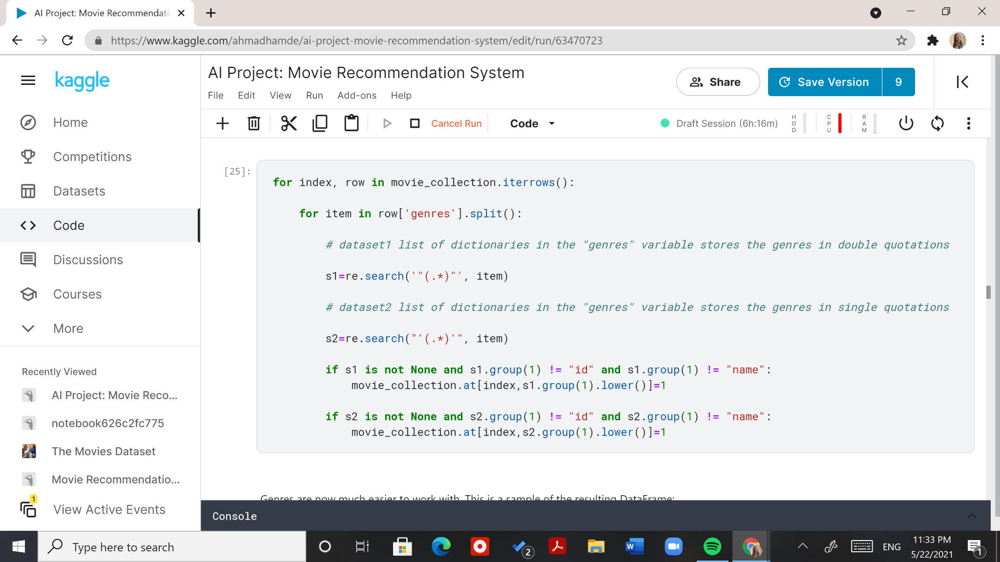 AI Project: Movie Recommendati
https://www.kaggle.com/ahmadhamde/ai-project-movie-recommendation-system/edit/run/63470723
kaggle
Home
Competitions
Datasets
Code
Discussions
Courses
More
Recently Viewed
AI Project: Movie Reco...
notebook626c2fc775
The Movies Dataset
Movie Recommendatio...
1
View Active Events
AI Project: Movie Recommendation System
File Edit View Run Add-ons Help
Share
Save Version 9
Cancel Run
Code
Draft Session (6h:16m)
HDD
CPU
RAM
[25]:
for index, row in movie_collection.iterrows():
for item in row['genres'].split():
# dataset1 list of dictionaries in the "genres" variable stores the genres in double quotations
s1=re.search('"(.*)"', item)
# dataset2 list of dictionaries in the "genres" variable stores the genres in single quotations
s2=re.search("'(.*)'", item)
if s1 is not None and s1.group(1) != "id" and s1.group(1) != "name":
movie_collection.at[index,s1.group(1).lower()]=1
if s2 is not None and s2.group(1) != "id" and s2.group(1) != "name":
movie_collection.at[index,s2.group(1).lower()]=1
Genres are now much easier to work with. This is a sample of the resulting DataFrame:
Console
Type here to search
2
W
ENG
11:33 PM
5/22/2021
1